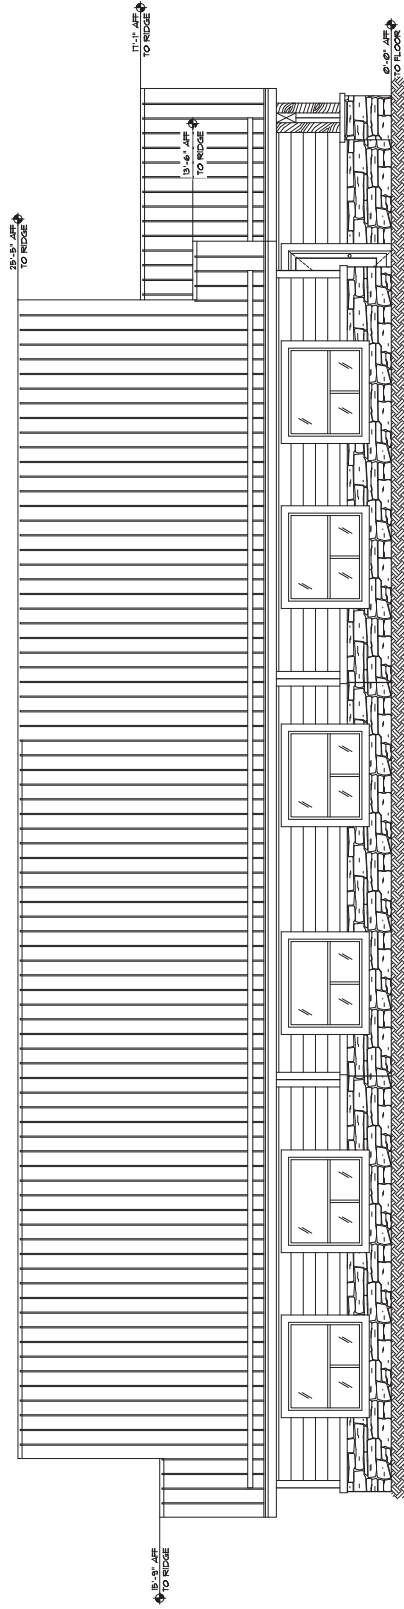 25'-5" AFF
TO RIDGE
17'-1" AFF
TO RIDGE
15'-9" AFF
TO RIDGE
13'-6" AFF
TO RIDGE
0'-0" AFF
TO FLOOR